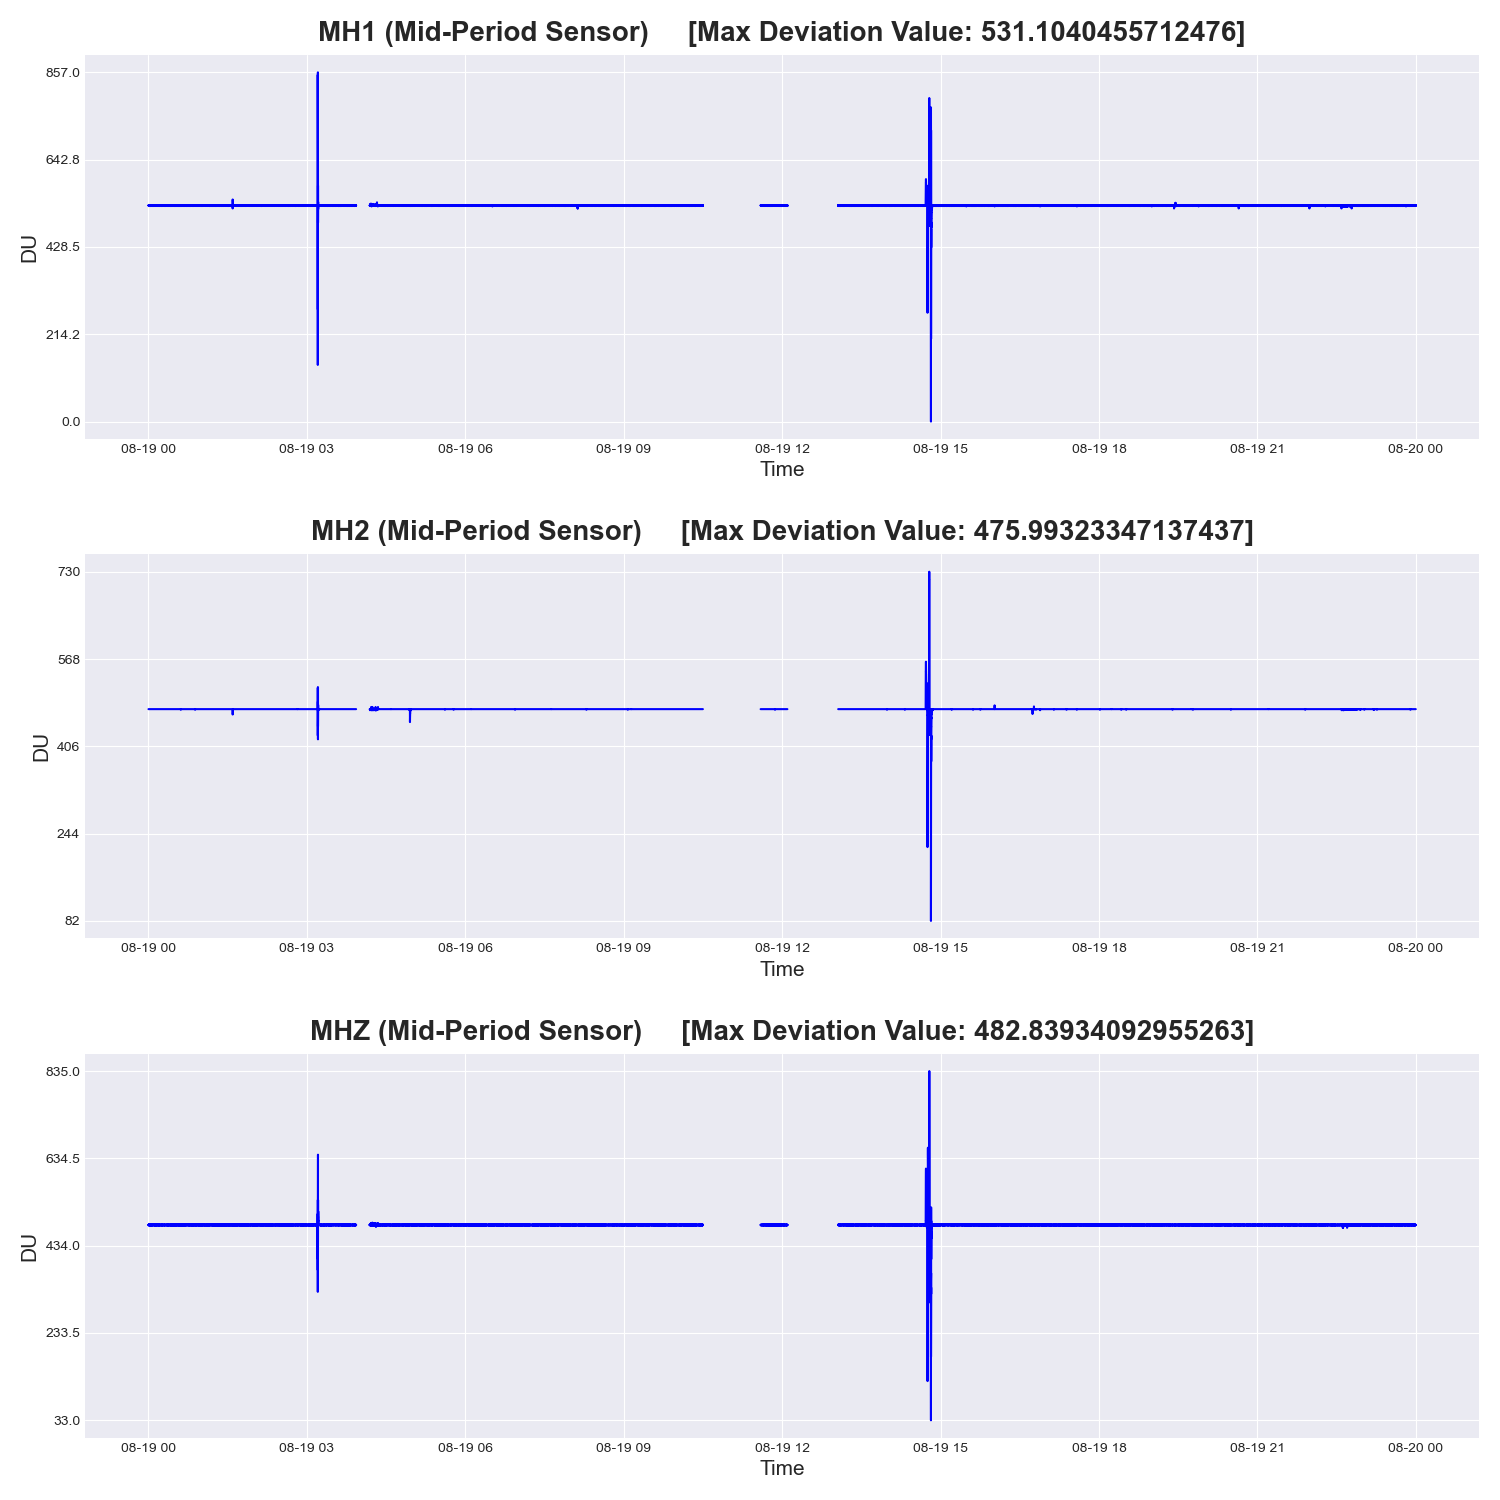 MH1 (Mid-Period Sensor) [Max Deviation Value: 531.1040455712476]
857.0
642.8
428.5
214.2
0.0
DU
08-19 00 08-19 03 08-19 06 08-19 09 08-19 12 08-19 15 08-19 18 08-19 21 08-20 00
Time
MH2 (Mid-Period Sensor) [Max Deviation Value: 475.99323347137437]
730
568
406
244
82
DU
08-19 00 08-19 03 08-19 06 08-19 09 08-19 12 08-19 15 08-19 18 08-19 21 08-20 00
Time
MHZ (Mid-Period Sensor) [Max Deviation Value: 482.83934092955263]
835.0
634.5
434.0
233.5
33.0
DU
08-19 00 08-19 03 08-19 06 08-19 09 08-19 12 08-19 15 08-19 18 08-19 21 08-20 00
Time